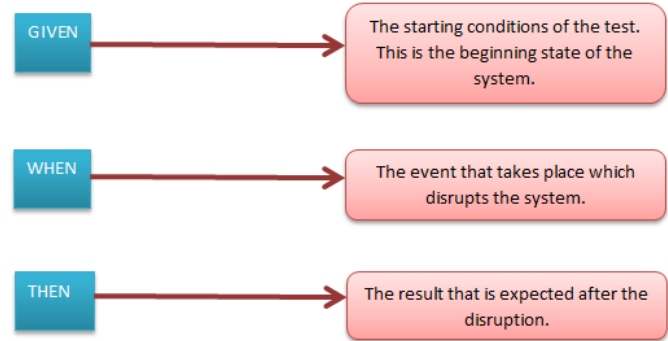 GIVEN
The starting conditions of the test.
This is the beginning state of the
system.
WHEN
The event that takes place which
disrupts the system.
THEN
The result that is expected after the
disruption.